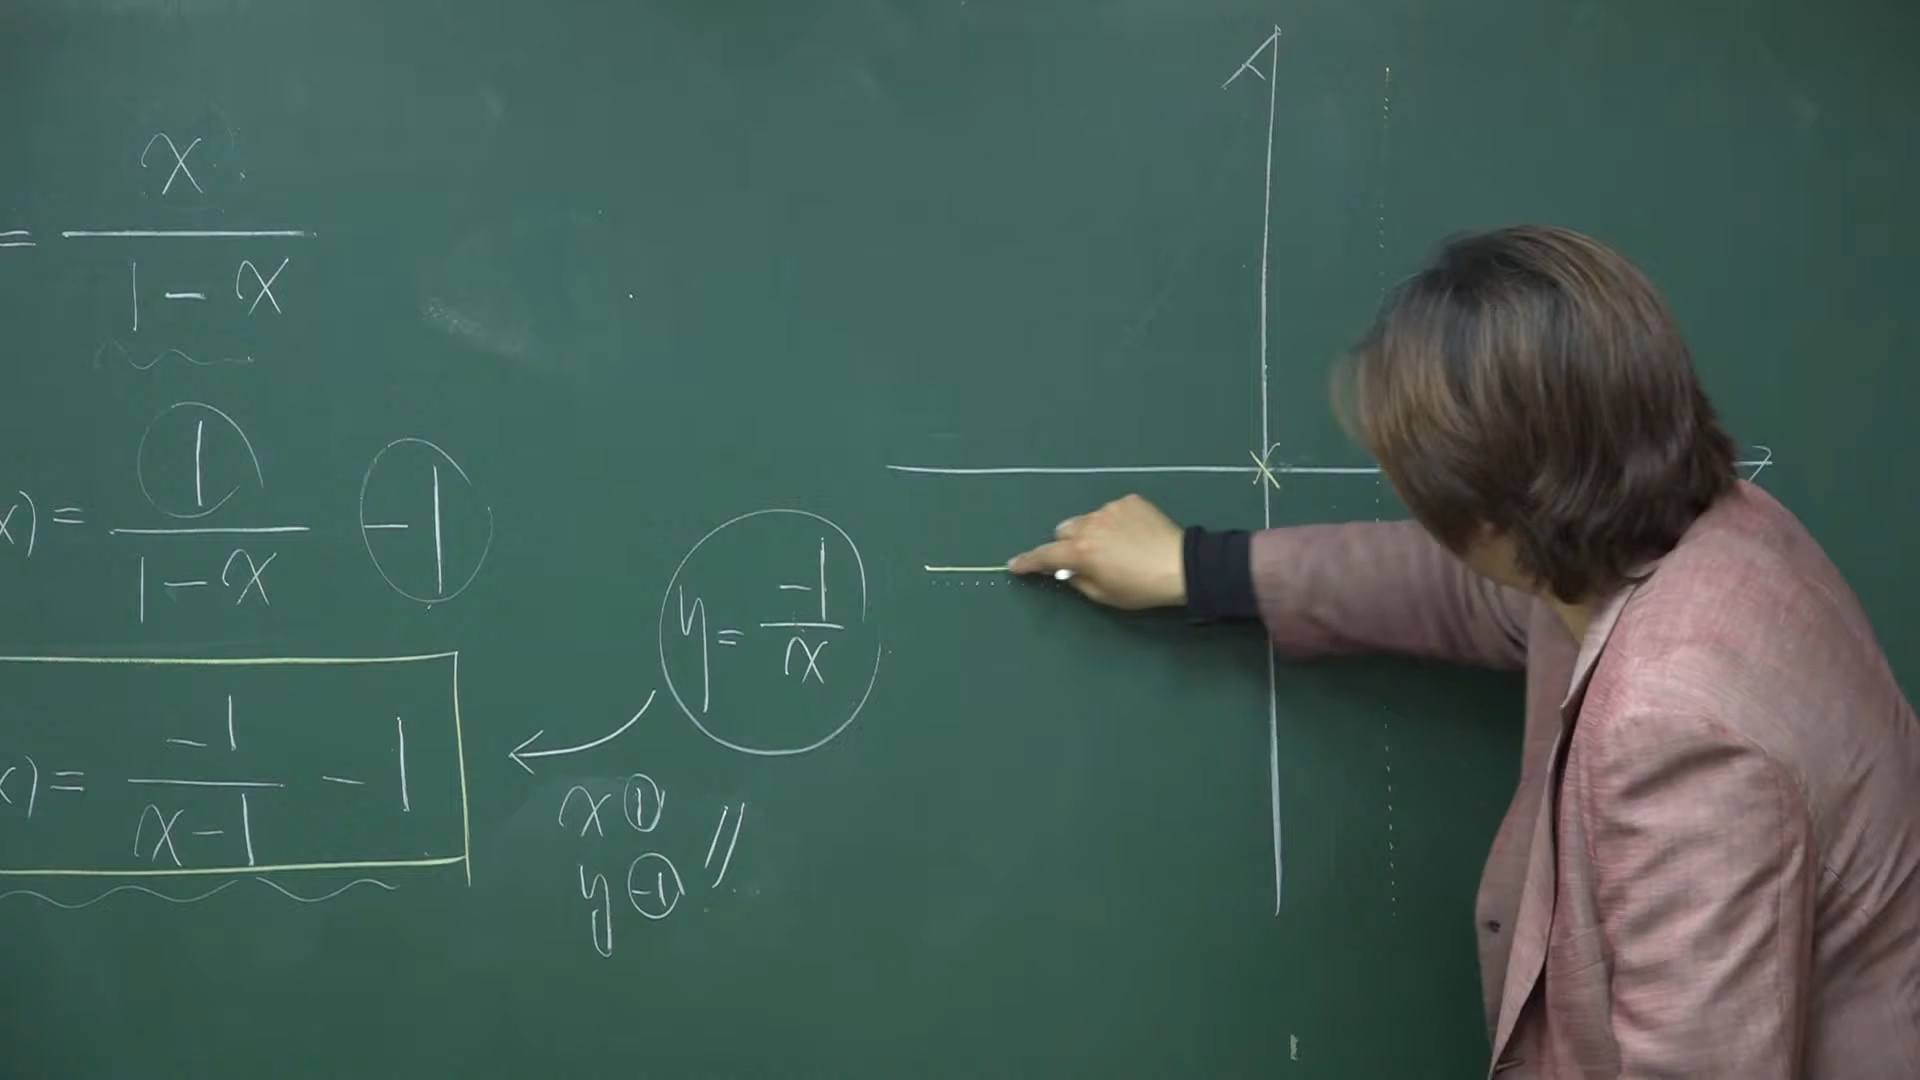 = x / (1 - x)
x) = 1 / (1 - x) - 1
x) = -1 / (x - 1) - 1
y = -1 / x
x ①
y ⊖1 //